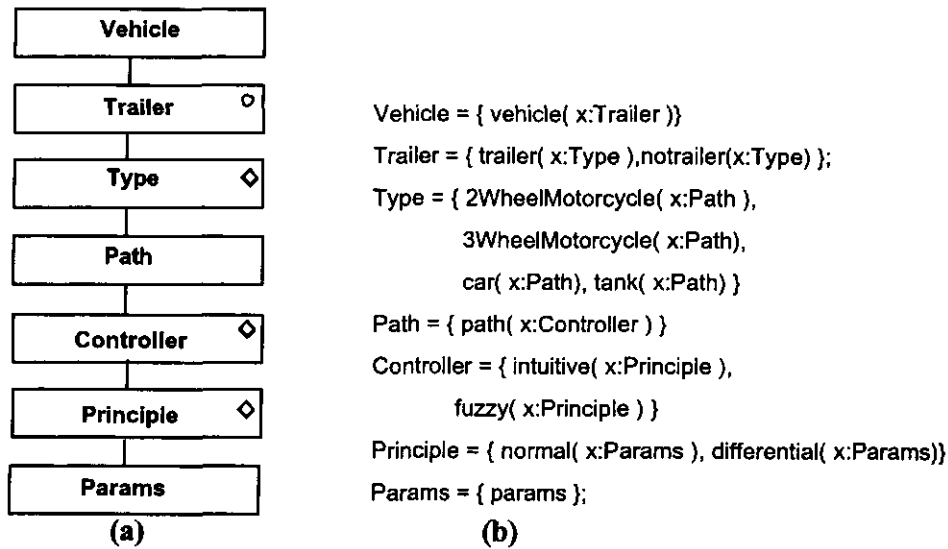 Vehicle
Trailer
Type
Path
Controller
Principle
Params
(a)
Vehicle = { vehicle( x:Trailer )}
Trailer = { trailer( x:Type ),notrailer(x:Type) };
Type = { 2WheelMotorcycle( x:Path ),
3WheelMotorcycle( x:Path),
car( x:Path), tank( x:Path) }
Path = { path( x:Controller ) }
Controller = { intuitive( x:Principle ),
fuzzy( x:Principle ) }
Principle = { normal( x:Params ), differential( x:Params)}
Params = { params };
(b)